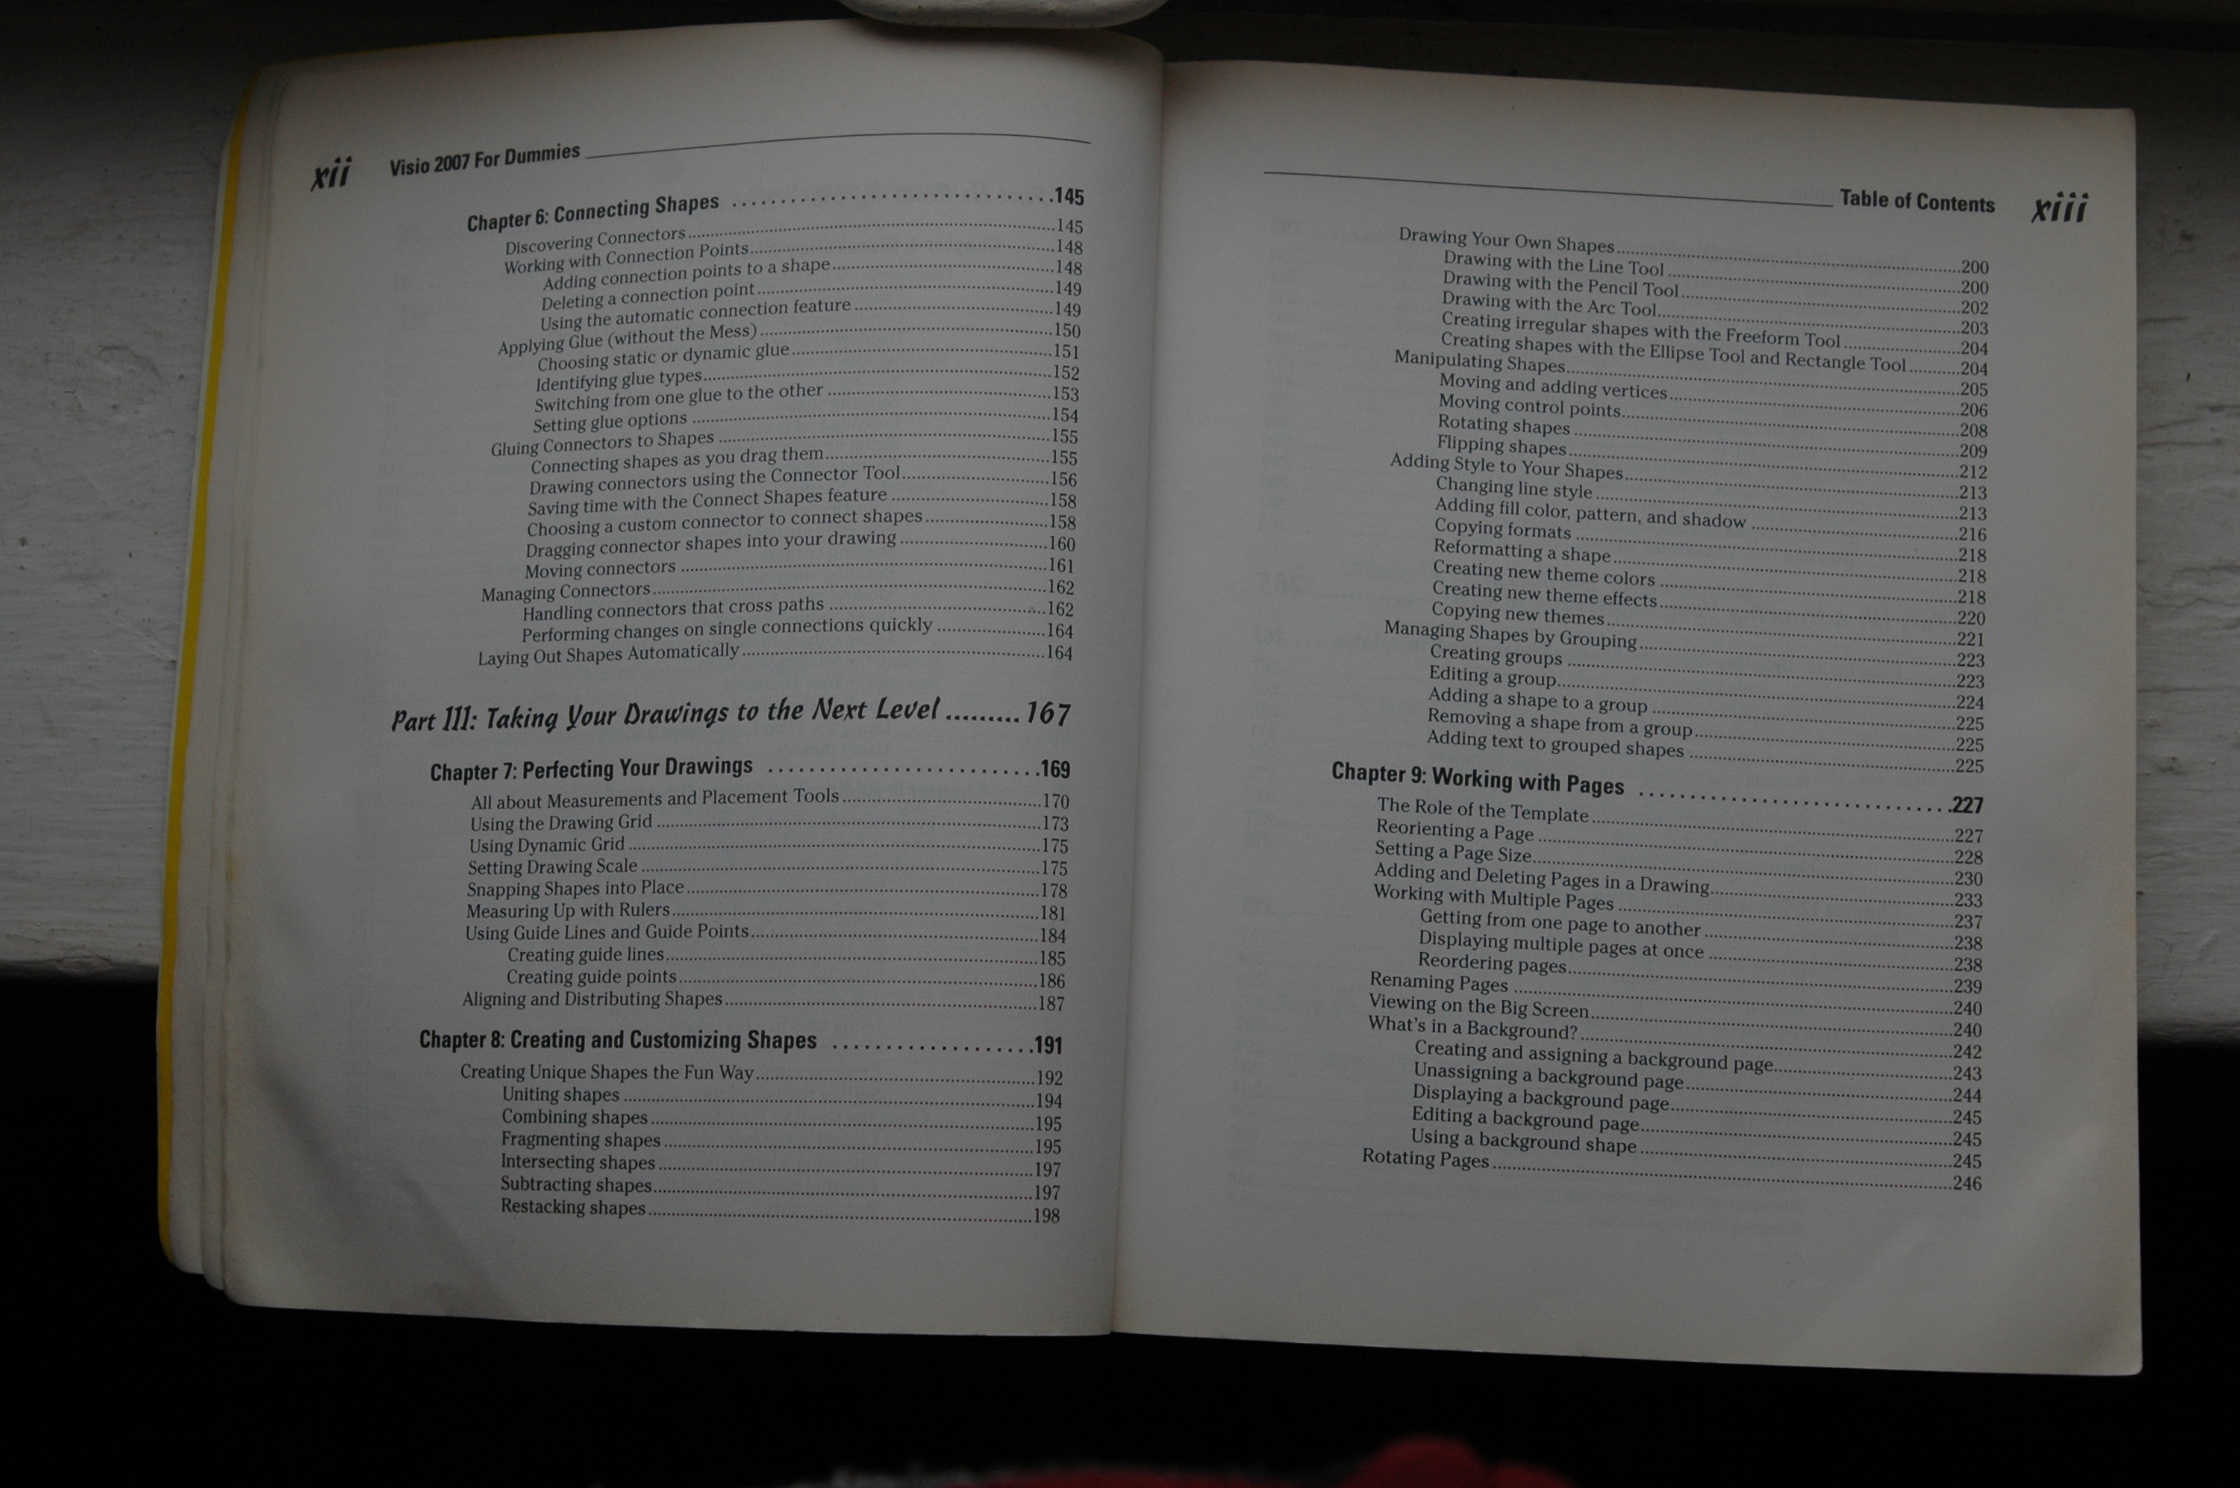 xii Visio 2007 For Dummies
Chapter 6: Connecting Shapes ..............................145
Discovering Connectors..............................145
Working with Connection Points..............................148
Adding connection points to a shape..............................148
Deleting a connection point..............................149
Using the automatic connection feature..............................149
Applying Glue (without the Mess)..............................150
Choosing static or dynamic glue..............................151
Identifying glue types..............................152
Switching from one glue to the other..............................153
Setting glue options..............................154
Gluing Connectors to Shapes..............................155
Connecting shapes as you drag them..............................155
Drawing connectors using the Connector Tool..............................156
Saving time with the Connect Shapes feature..............................158
Choosing a custom connector to connect shapes..............................158
Dragging connector shapes into your drawing..............................160
Moving connectors..............................161
Managing Connectors..............................162
Handling connectors that cross paths..............................162
Performing changes on single connections quickly..............................164
Laying Out Shapes Automatically..............................164
Part III: Taking Your Drawings to the Next Level .........167
Chapter 7: Perfecting Your Drawings ..............................169
All about Measurements and Placement Tools..............................170
Using the Drawing Grid..............................173
Using Dynamic Grid..............................175
Setting Drawing Scale..............................175
Snapping Shapes into Place..............................178
Measuring Up with Rulers..............................181
Using Guide Lines and Guide Points..............................184
Creating guide lines..............................185
Creating guide points..............................186
Aligning and Distributing Shapes..............................187
Chapter 8: Creating and Customizing Shapes ...................191
Creating Unique Shapes the Fun Way..............................192
Uniting shapes..............................194
Combining shapes..............................195
Fragmenting shapes..............................195
Intersecting shapes..............................197
Subtracting shapes..............................197
Restacking shapes..............................198
Table of Contents xiii
Drawing Your Own Shapes..............................200
Drawing with the Line Tool..............................200
Drawing with the Pencil Tool..............................202
Drawing with the Arc Tool..............................203
Creating irregular shapes with the Freeform Tool..............................204
Creating shapes with the Ellipse Tool and Rectangle Tool..........204
Manipulating Shapes..............................205
Moving and adding vertices..............................206
Moving control points..............................208
Rotating shapes..............................209
Flipping shapes..............................212
Adding Style to Your Shapes..............................213
Changing line style..............................213
Adding fill color, pattern, and shadow..............................216
Copying formats..............................218
Reformatting a shape..............................218
Creating new theme colors..............................218
Creating new theme effects..............................220
Copying new themes..............................221
Managing Shapes by Grouping..............................223
Creating groups..............................223
Editing a group..............................224
Adding a shape to a group..............................225
Removing a shape from a group..............................225
Adding text to grouped shapes..............................225
Chapter 9: Working with Pages ..............................227
The Role of the Template..............................227
Reorienting a Page..............................228
Setting a Page Size..............................230
Adding and Deleting Pages in a Drawing..............................233
Working with Multiple Pages..............................237
Getting from one page to another..............................238
Displaying multiple pages at once..............................238
Reordering pages..............................239
Renaming Pages..............................240
Viewing on the Big Screen..............................240
What's in a Background?..............................242
Creating and assigning a background page..............................243
Unassigning a background page..............................244
Displaying a background page..............................245
Editing a background page..............................245
Using a background shape..............................245
Rotating Pages..............................246